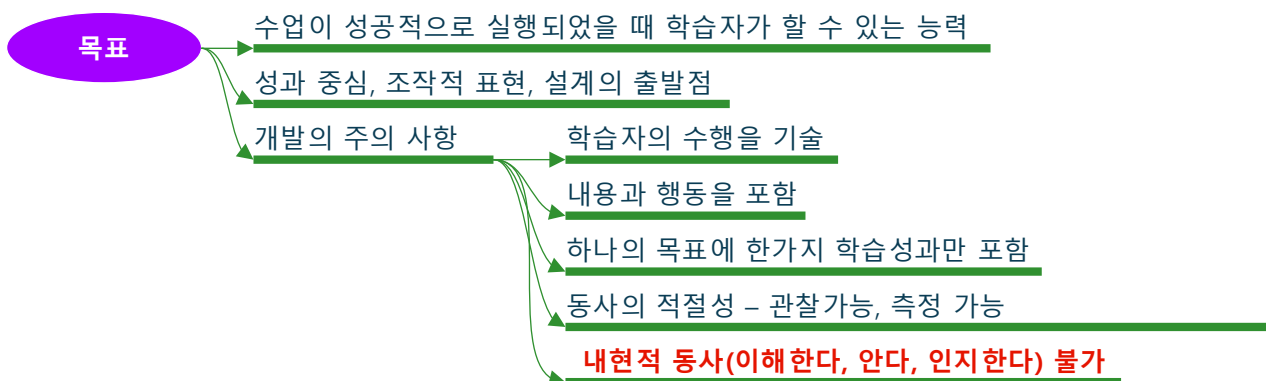 목표
수업이 성공적으로 실행되었을 때 학습자가 할 수 있는 능력
성과 중심, 조작적 표현, 설계의 출발점
개발의 주의 사항
학습자의 수행을 기술
내용과 행동을 포함
하나의 목표에 한가지 학습성과만 포함
동사의 적절성 – 관찰가능, 측정 가능
내현적 동사(이해한다, 안다, 인지한다) 불가